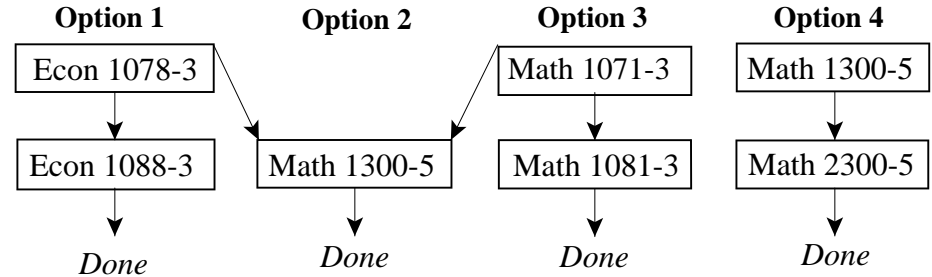 Option 1
Option 2
Option 3
Option 4
Econ 1078-3
Math 1071-3
Math 1300-5
Econ 1088-3
Math 1300-5
Math 1081-3
Math 2300-5
Done
Done
Done
Done